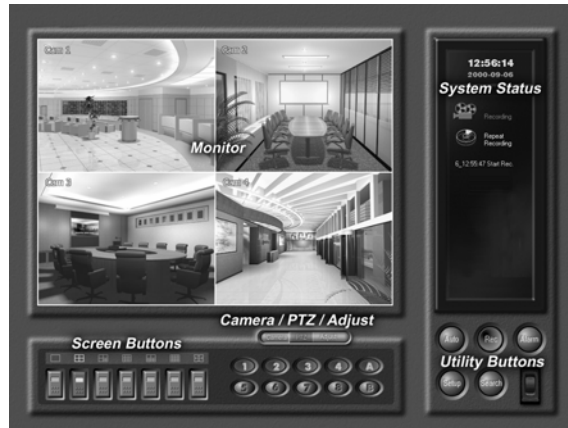 Cam 1
Cam 2
12:56:14
2000-09-06
System Status
Recording
Repeat
Recording
6_12:55:47 Start Rec.
Monitor
Cam 3
Cam 4
Camera / PTZ / Adjust
Screen Buttons
1 2 3 4 A
5 6 7 8 B
Auto Rec Alarm
Utility Buttons
Setup Search